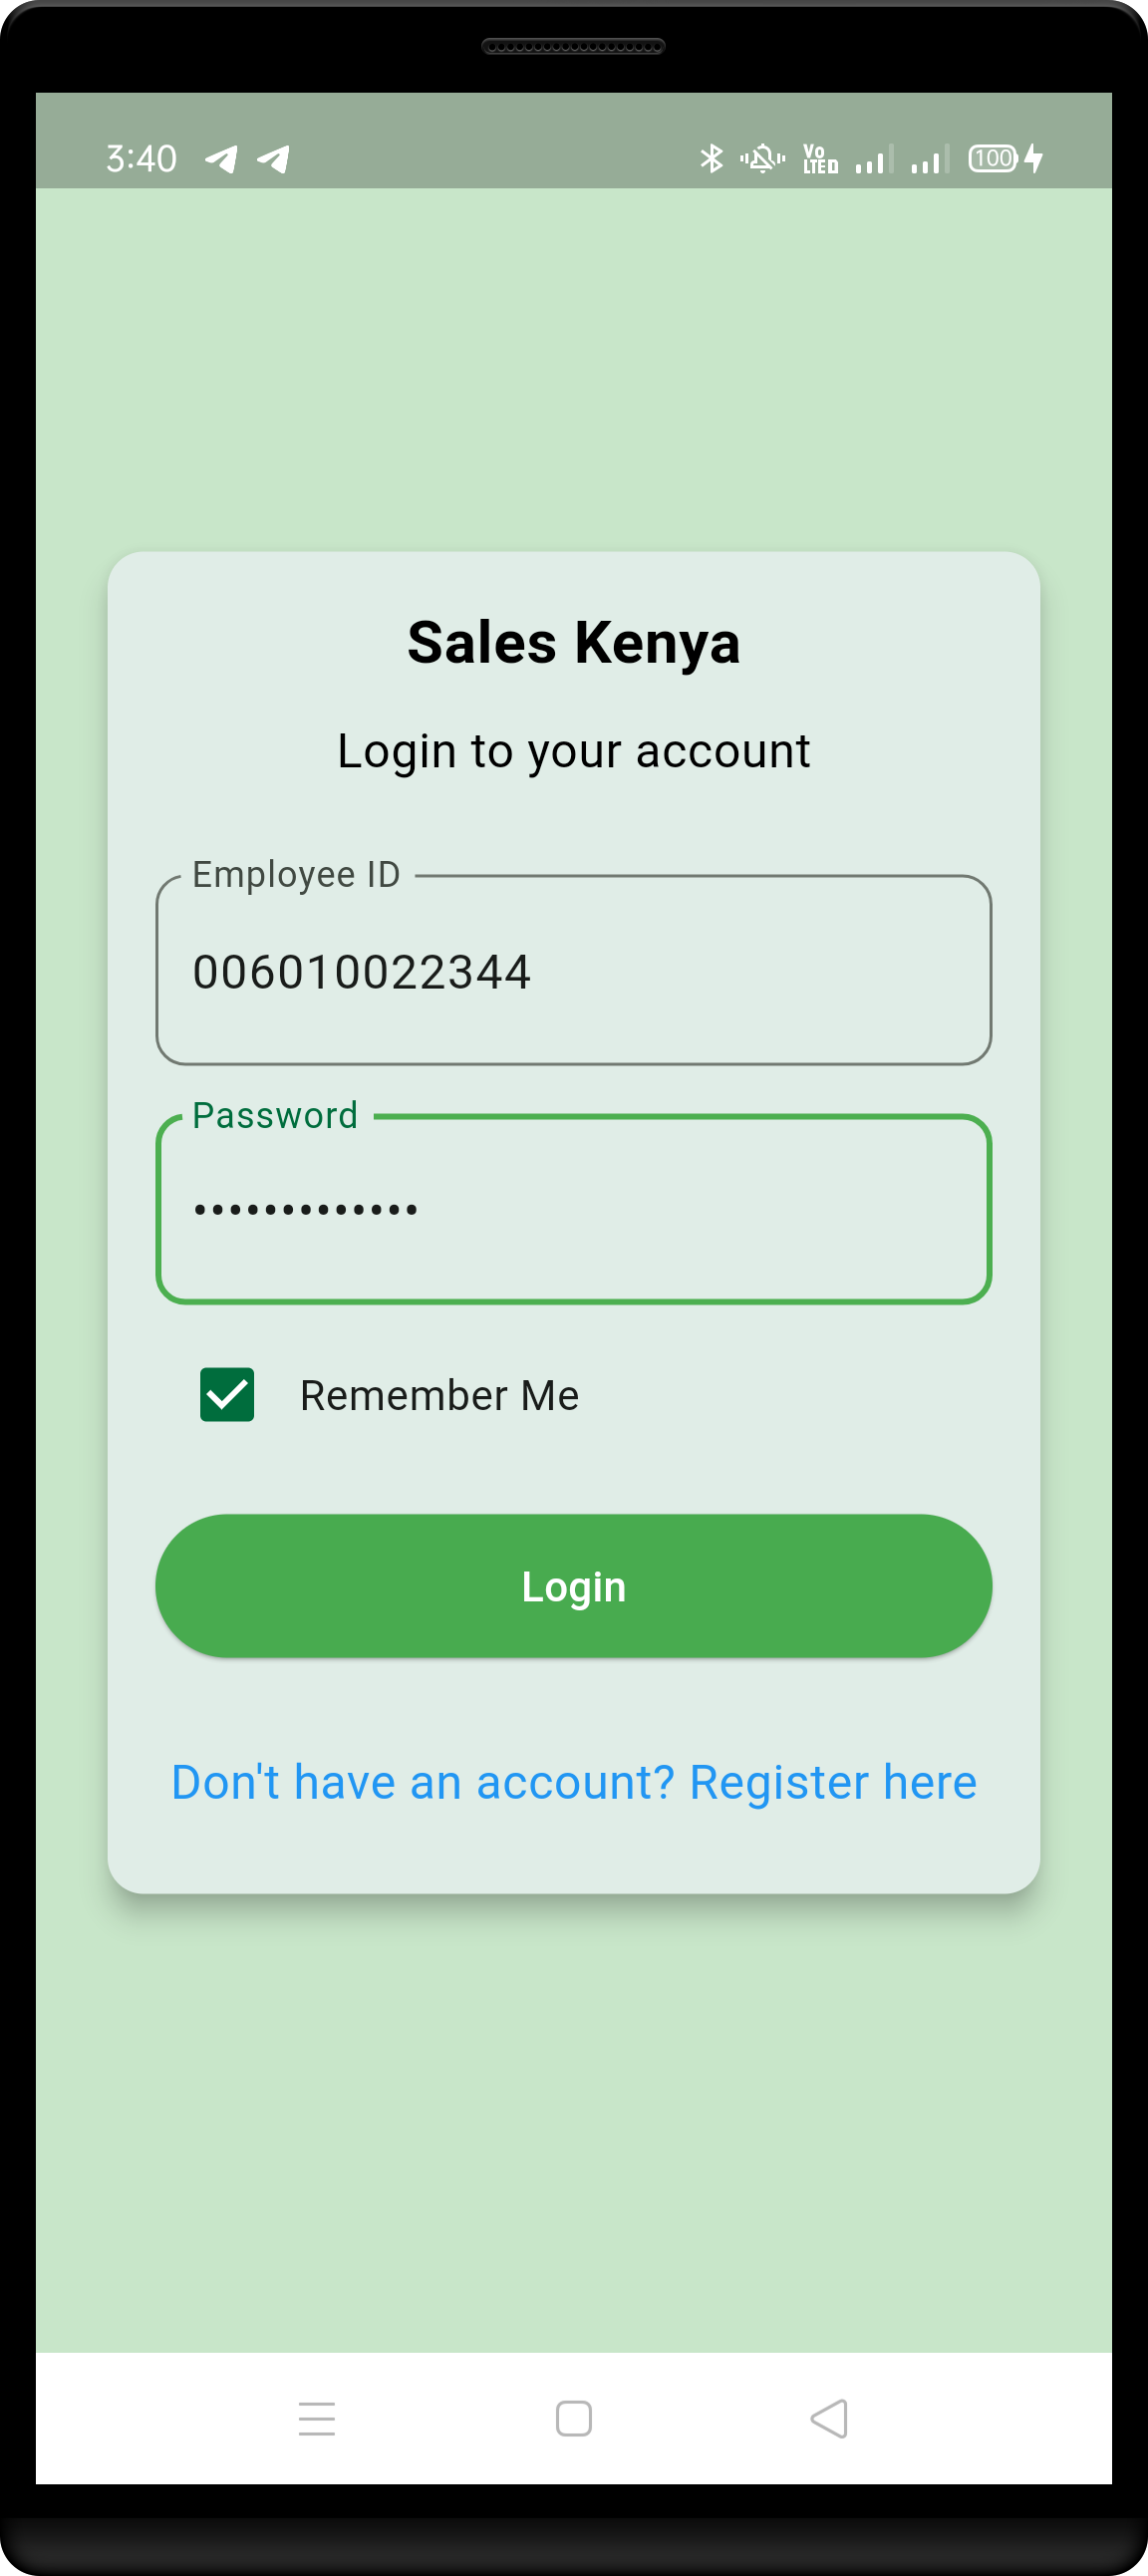 3:40
Vo
LTE D
100
Sales Kenya
Login to your account
Employee ID
006010022344
Password
•••••••••••••
Remember Me
Login
Don't have an account? Register here